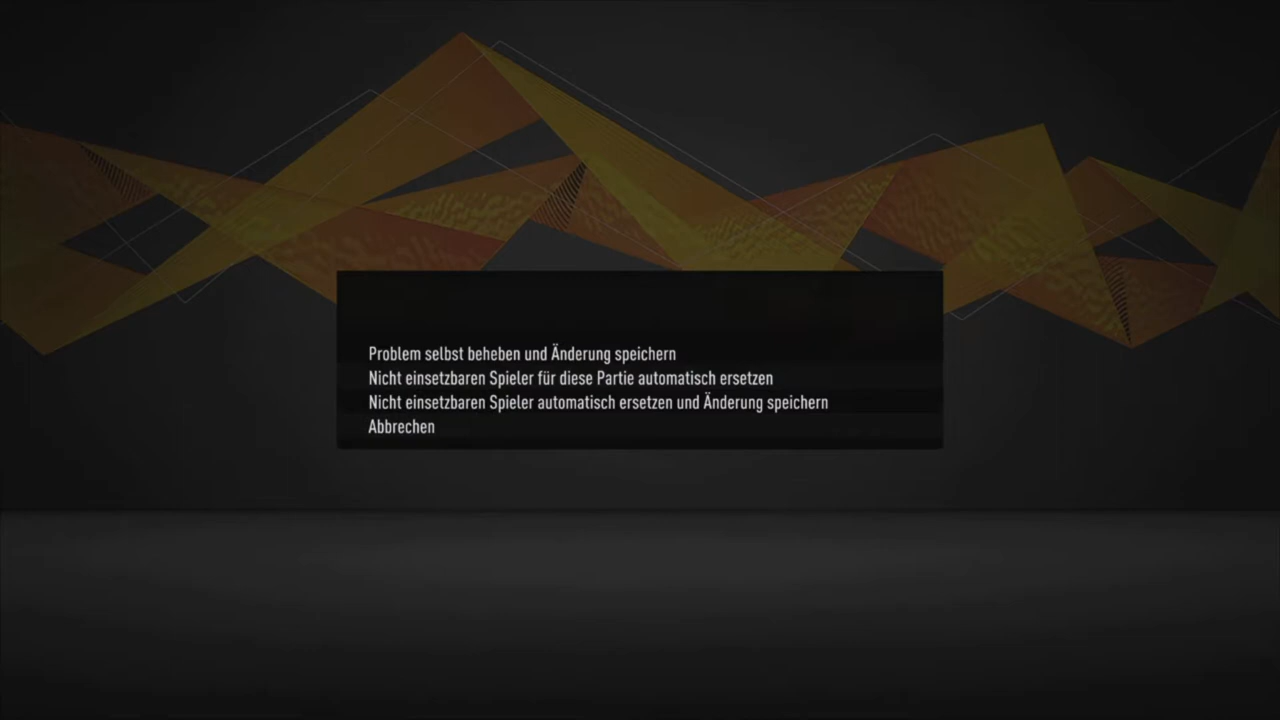 Problem selbst beheben und Änderung speichern
Nicht einsetzbaren Spieler für diese Partie automatisch ersetzen
Nicht einsetzbaren Spieler automatisch ersetzen und Änderung speichern
Abbrechen